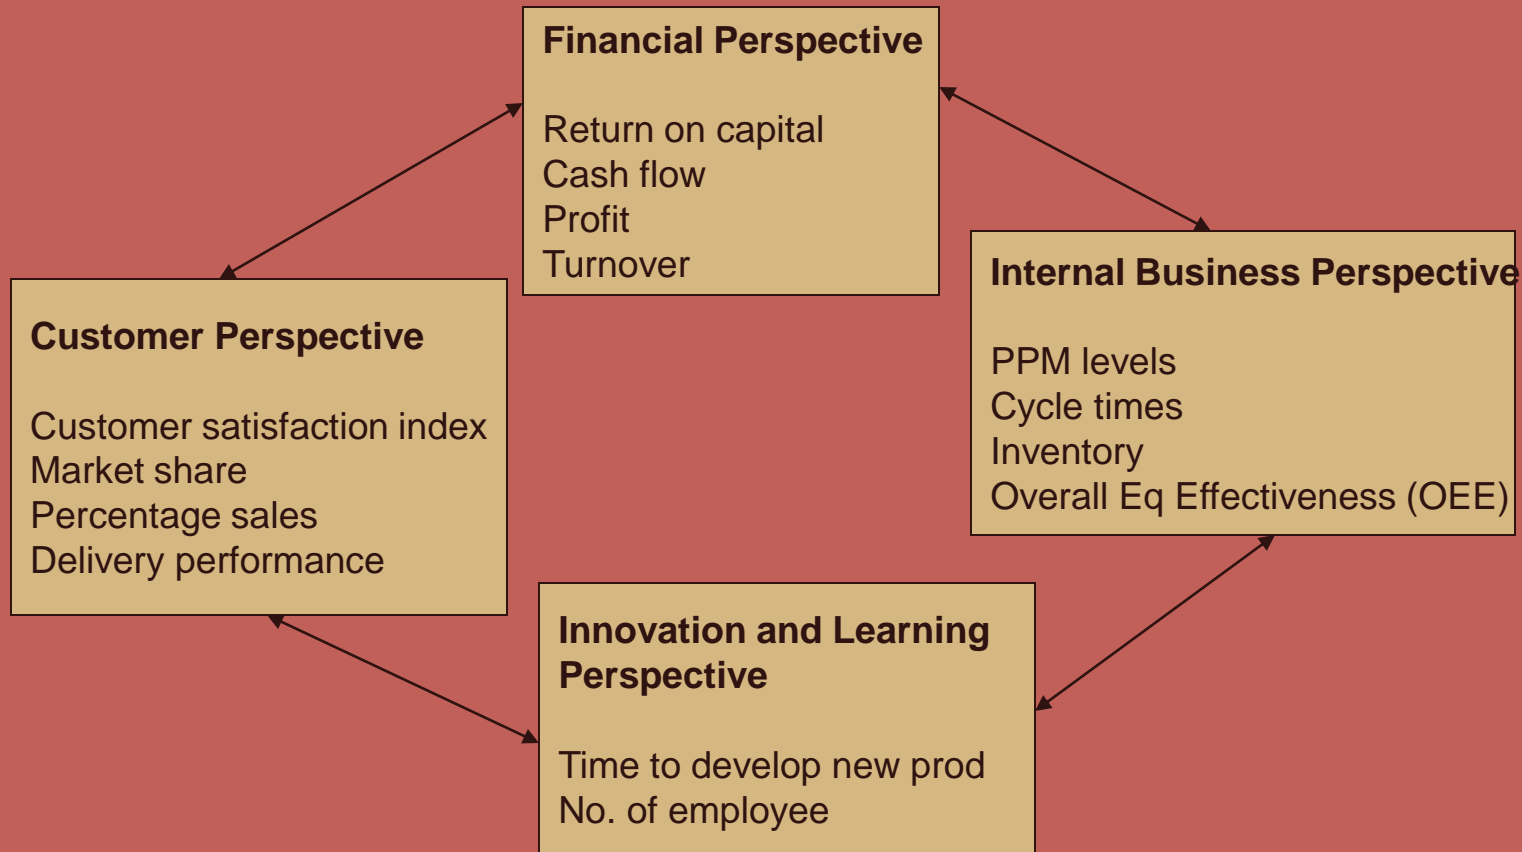 Financial Perspective
Return on capital
Cash flow
Profit
Turnover
Customer Perspective
Customer satisfaction index
Market share
Percentage sales
Delivery performance
Internal Business Perspective
PPM levels
Cycle times
Inventory
Overall Eq Effectiveness (OEE)
Innovation and Learning
Perspective
Time to develop new prod
No. of employee